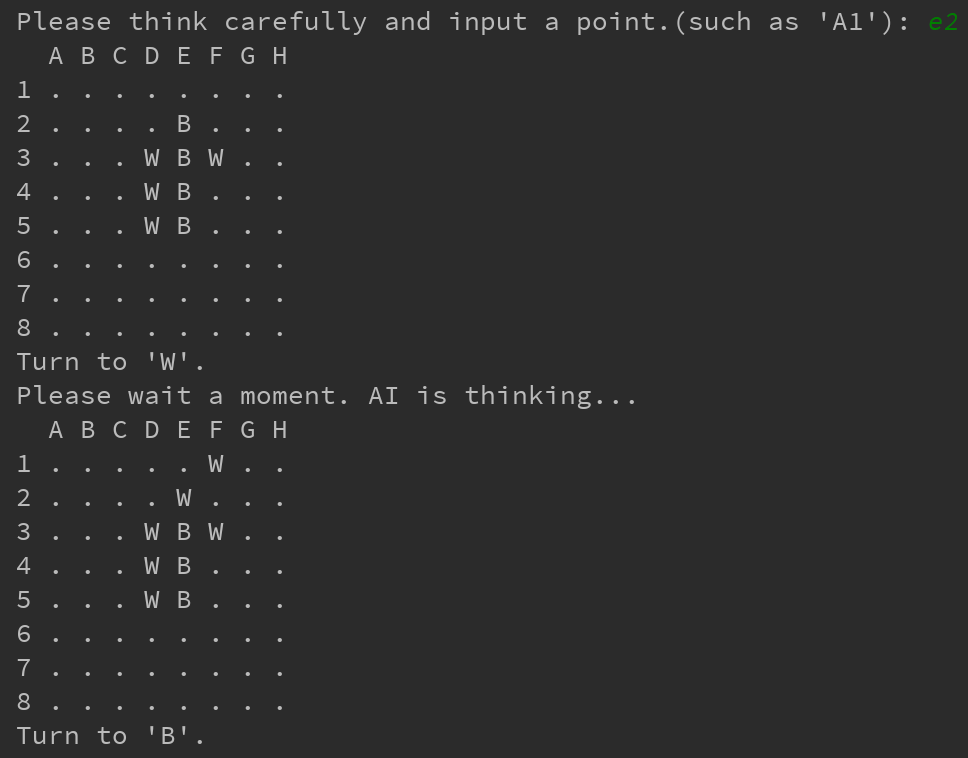 Please think carefully and input a point.(such as 'A1'): e2
  A B C D E F G H
1 . . . . . . . .
2 . . . . B . . .
3 . . . W B W . .
4 . . . W B . . .
5 . . . W B . . .
6 . . . . . . . .
7 . . . . . . . .
8 . . . . . . . .
Turn to 'W'.
Please wait a moment. AI is thinking...
  A B C D E F G H
1 . . . . . W . .
2 . . . . W . . .
3 . . . W B W . .
4 . . . W B . . .
5 . . . W B . . .
6 . . . . . . . .
7 . . . . . . . .
8 . . . . . . . .
Turn to 'B'.